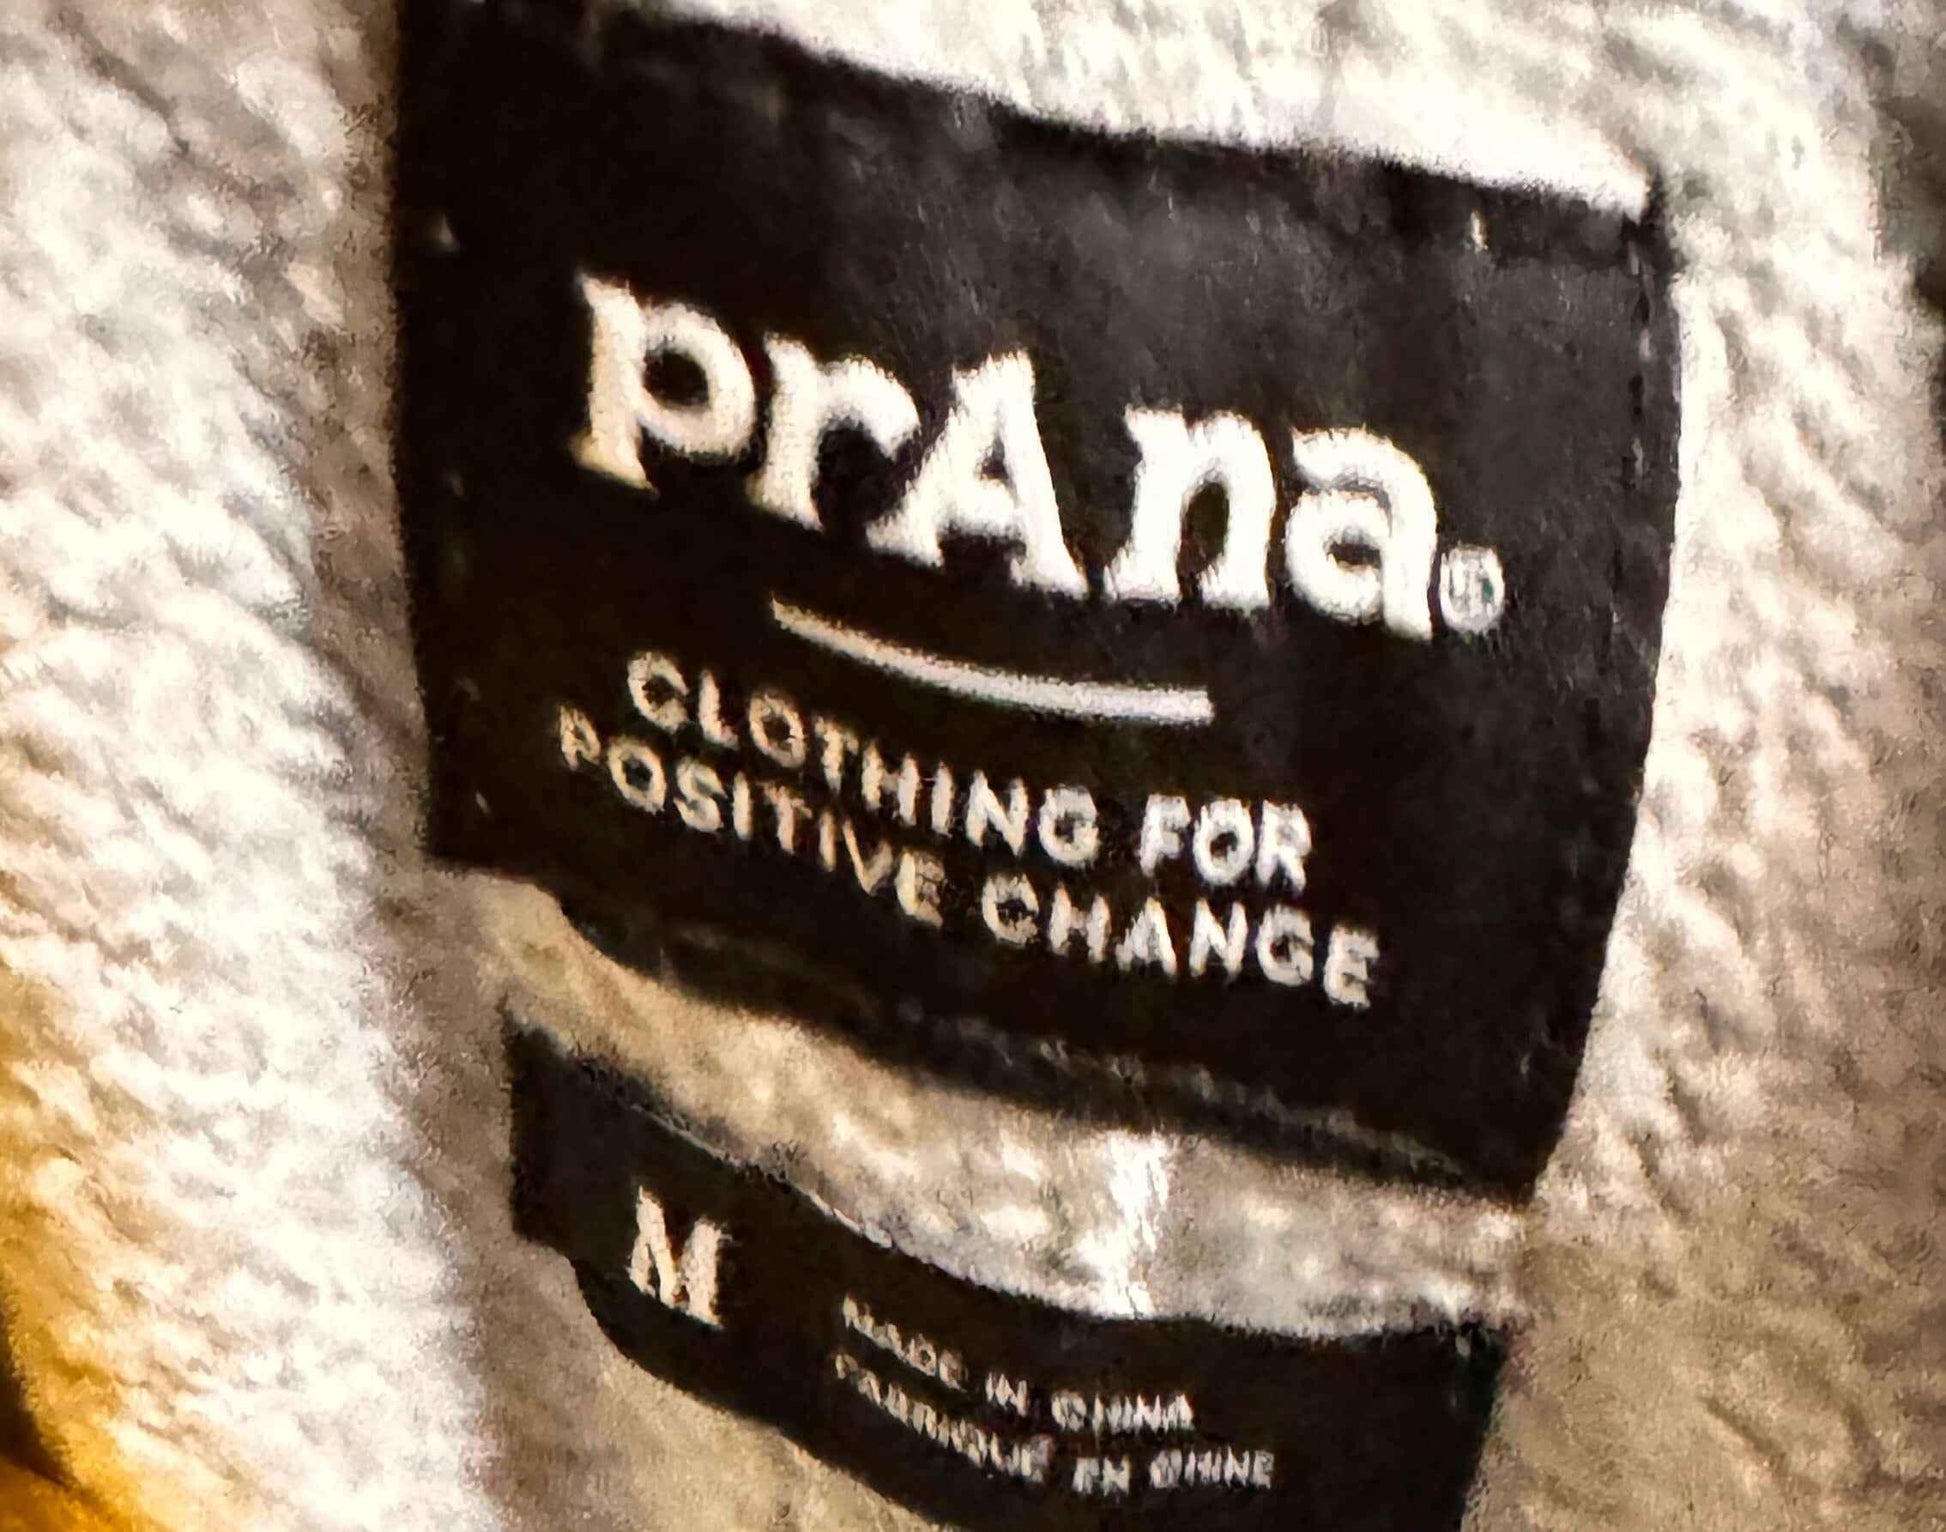 prAna®
CLOTHING FOR
POSITIVE CHANGE
M
MADE IN CHINA
FABRIQUÉ EN CHINE